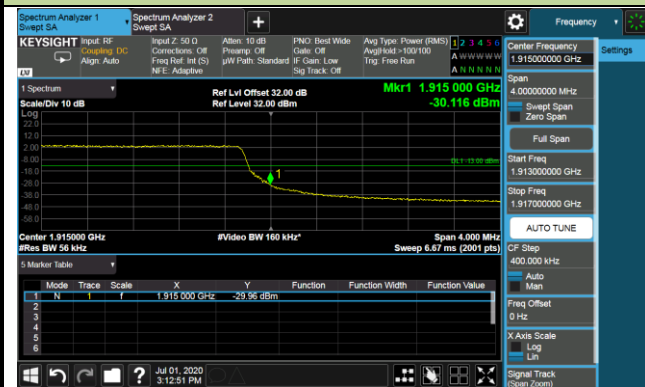 Spectrum Analyzer 1
Swept SA
Spectrum Analyzer 2
Swept SA
+
Frequency
KEYSIGHT
Input: RF
Coupling: DC
Align: Auto
Input Z: 50 Ω
Corrections: Off
Freq Ref: Int (S)
NFE: Adaptive
Atten: 10 dB
Preamp: Off
µW Path: Standard
PNO: Best Wide
Gate: Off
IF Gain: Low
Sig Track: Off
Avg Type: Power (RMS)
Avg|Hold:>100/100
Trig: Free Run
1 2 3 4 5 6
A W W W W W
A N N N N N
LXI
1 Spectrum
Scale/Div 10 dB
Log
Ref Lvl Offset 32.00 dB
Ref Level 32.00 dBm
Mkr1 1.915 000 GHz
-30.116 dBm
22.0
12.0
2.00
-8.00
-18.0
-28.0
-38.0
-48.0
-58.0
DL1 -13.00 dBm
1
Center 1.915000 GHz
#Res BW 56 kHz
#Video BW 160 kHz*
Span 4.000 MHz
Sweep 6.67 ms (2001 pts)
5 Marker Table
Mode Trace Scale X Y Function Function Width Function Value
1 N 1 f 1.915 000 GHz -29.96 dBm
2
3
4
5
6
Jul 01, 2020
3:12:51 PM
Settings
Center Frequency
1.915000000 GHz
Span
4.00000000 MHz
Swept Span
Zero Span
Full Span
Start Freq
1.913000000 GHz
Stop Freq
1.917000000 GHz
AUTO TUNE
CF Step
400.000 kHz
Auto
Man
Freq Offset
0 Hz
X Axis Scale
Log
Lin
Signal Track
(Span Zoom)